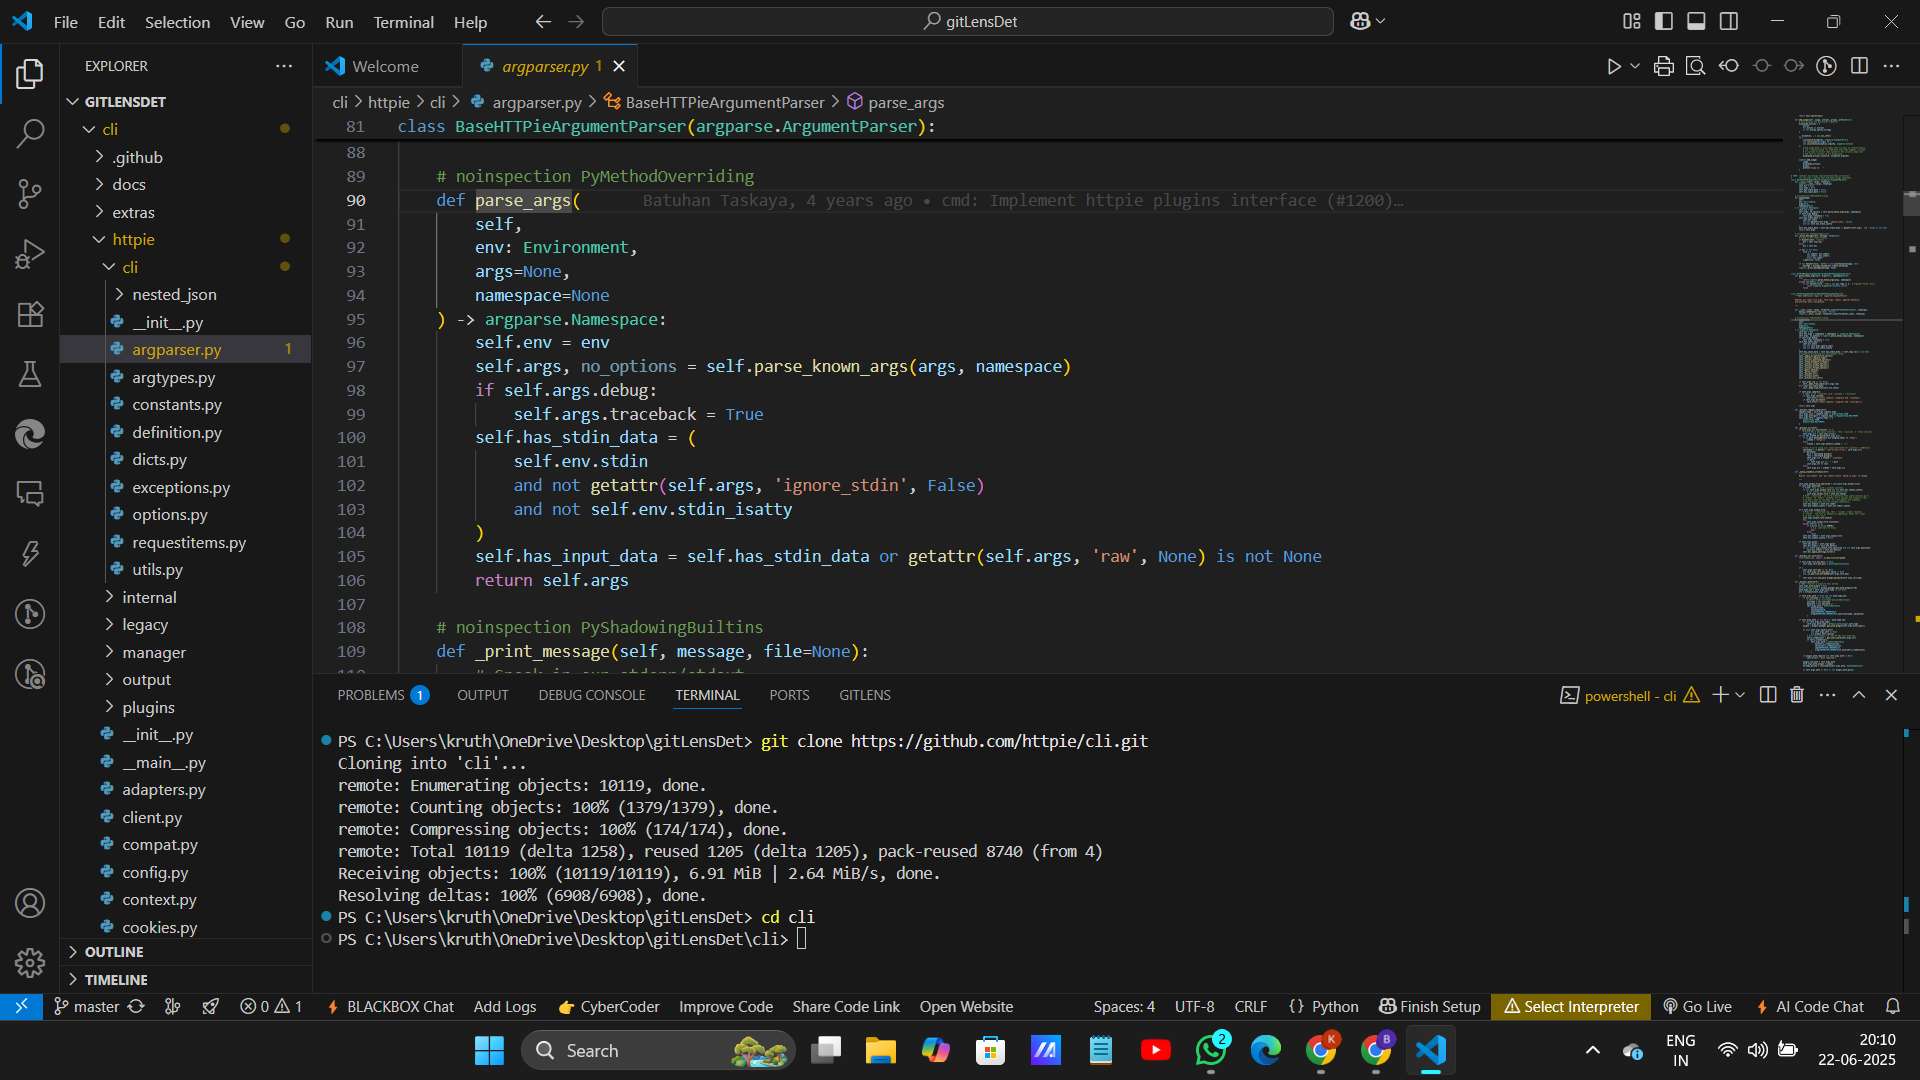 File Edit Selection View Go Run Terminal Help
gitLensDet
EXPLORER
GITLENSDET
cli
.github
docs
extras
httpie
cli
nested_json
__init__.py
argparser.py 1
argtypes.py
constants.py
definition.py
dicts.py
exceptions.py
options.py
requestitems.py
utils.py
internal
legacy
manager
output
plugins
__init__.py
__main__.py
adapters.py
client.py
compat.py
config.py
context.py
cookies.py
OUTLINE
TIMELINE
Welcome
argparser.py 1
cli > httpie > cli > argparser.py > BaseHTTPieArgumentParser > parse_args
81 class BaseHTTPieArgumentParser(argparse.ArgumentParser):
88
89 # noinspection PyMethodOverriding
90 def parse_args( Batuhan Taskaya, 4 years ago • cmd: Implement httpie plugins interface (#1200)…
91 self,
92 env: Environment,
93 args=None,
94 namespace=None
95 ) -> argparse.Namespace:
96 self.env = env
97 self.args, no_options = self.parse_known_args(args, namespace)
98 if self.args.debug:
99 self.args.traceback = True
100 self.has_stdin_data = (
101 self.env.stdin
102 and not getattr(self.args, 'ignore_stdin', False)
103 and not self.env.stdin_isatty
104 )
105 self.has_input_data = self.has_stdin_data or getattr(self.args, 'raw', None) is not None
106 return self.args
107
108 # noinspection PyShadowingBuiltins
109 def _print_message(self, message, file=None):
PROBLEMS 1 OUTPUT DEBUG CONSOLE TERMINAL PORTS GITLENS
powershell - cli
PS C:\Users\kruth\OneDrive\Desktop\gitLensDet> git clone https://github.com/httpie/cli.git
Cloning into 'cli'...
remote: Enumerating objects: 10119, done.
remote: Counting objects: 100% (1379/1379), done.
remote: Compressing objects: 100% (174/174), done.
remote: Total 10119 (delta 1258), reused 1205 (delta 1205), pack-reused 8740 (from 4)
Receiving objects: 100% (10119/10119), 6.91 MiB | 2.64 MiB/s, done.
Resolving deltas: 100% (6908/6908), done.
PS C:\Users\kruth\OneDrive\Desktop\gitLensDet> cd cli
PS C:\Users\kruth\OneDrive\Desktop\gitLensDet\cli>
master 0 1 BLACKBOX Chat Add Logs CyberCoder Improve Code Share Code Link Open Website Spaces: 4 UTF-8 CRLF {} Python Finish Setup Select Interpreter Go Live AI Code Chat
Search
2
K
B
ENG
IN
20:10
22-06-2025